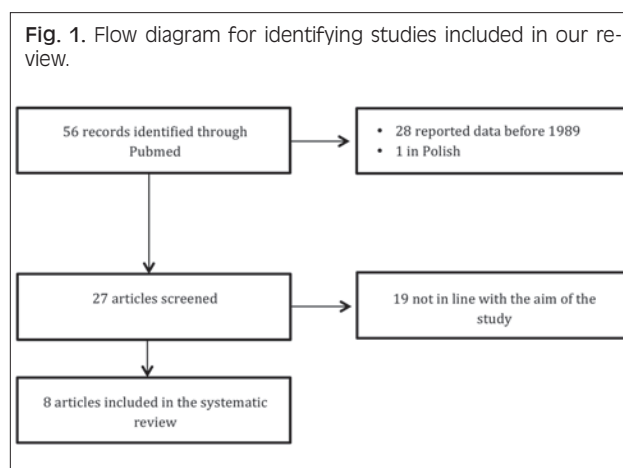 Fig. 1. Flow diagram for identifying studies included in our re-
view.
56 records identified through
Pubmed
• 28 reported data before 1989
• 1 in Polish
27 articles screened
19 not in line with the aim of the
study
8 articles included in the systematic
review